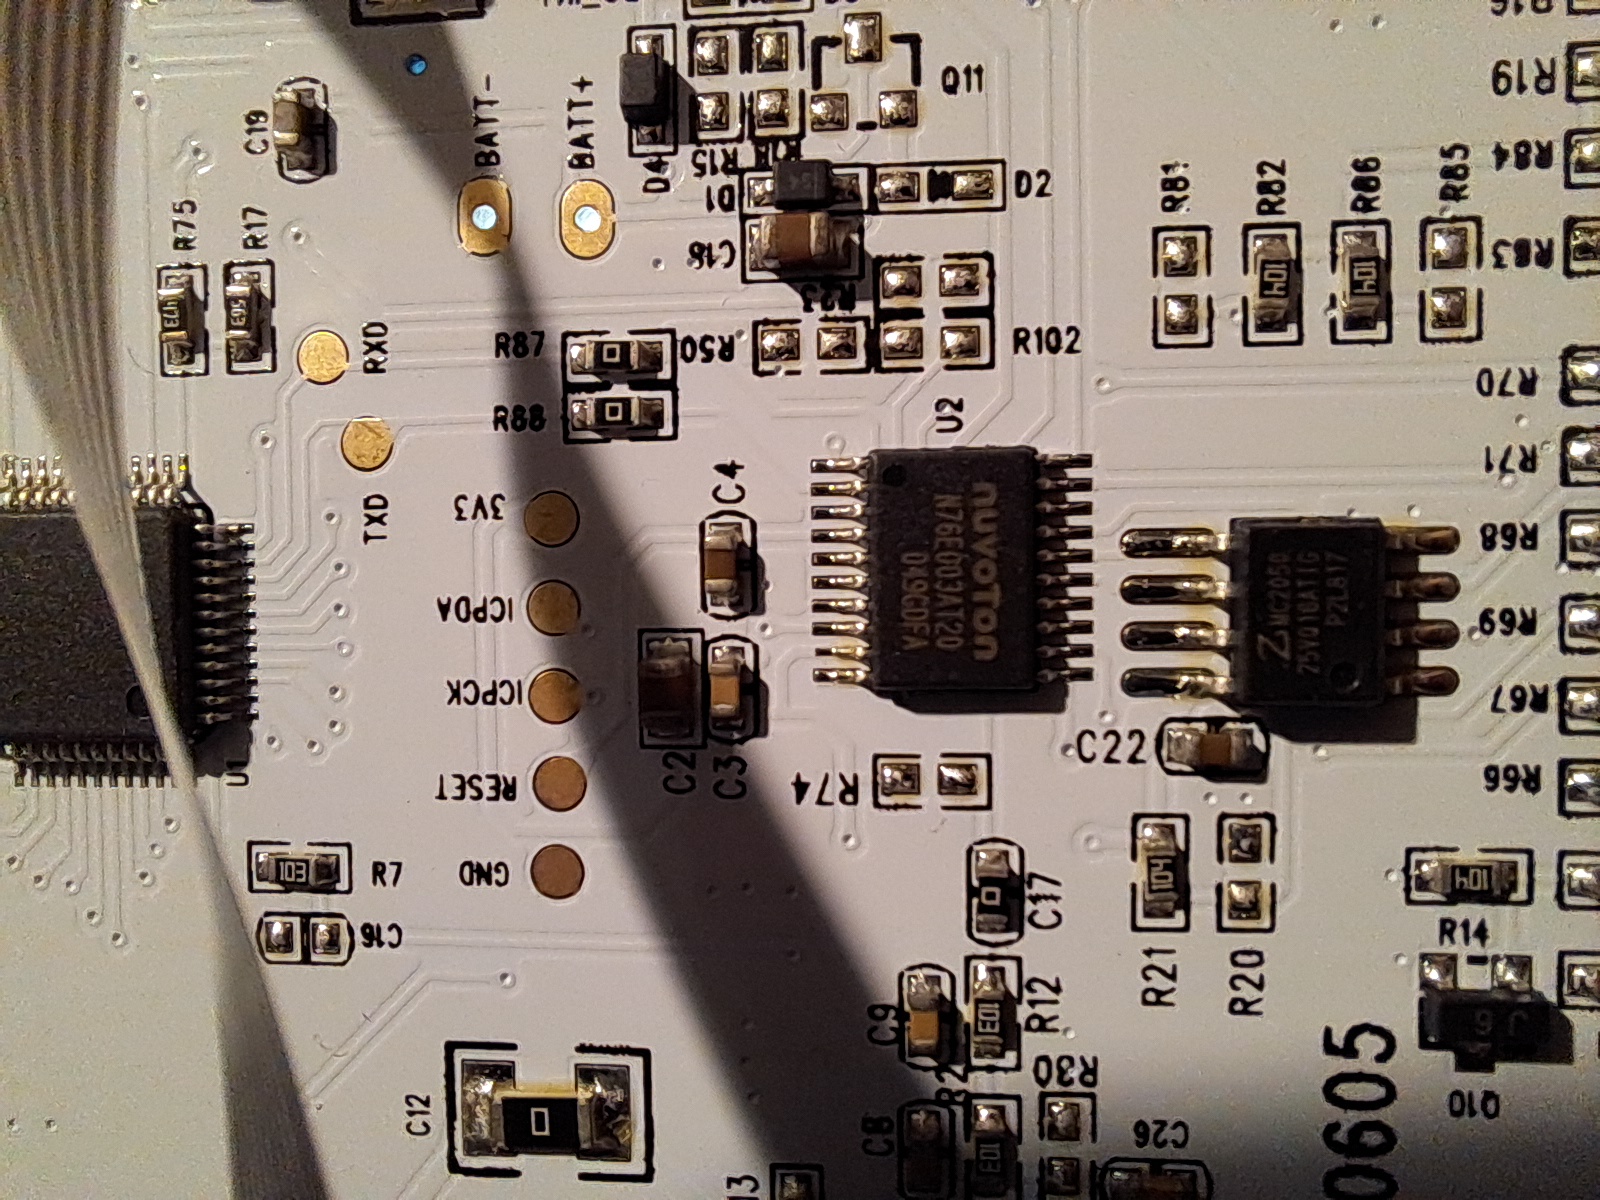 U1
R75
R17
C19
C16
R7
TXD
RXD
C12
GND
RESET
ICPCK
ICPDA
3V3
R88
R87
BATT-
BATT+
D4
C2
C3
C4
R50
C18
D1
R15
R74
R23
C8
C9
U2
nuvoTon
N76E003AT20
049GDFA
Q11
R12
C17
R102
D2
R30
C26
C22
R21
104
R20
R81
R82
104
R86
104
R85
0605
Q10
R14
104
J6
R66
R67
R69
R68
R71
R70
R83
R84
R19